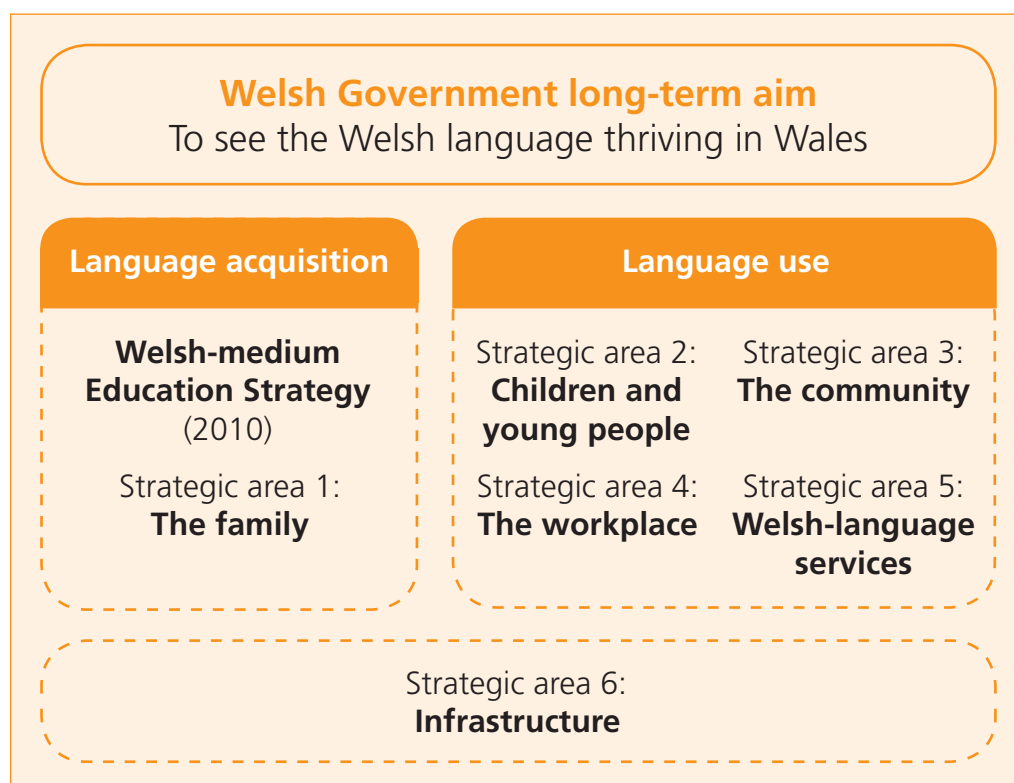 Welsh Government long-term aim
To see the Welsh language thriving in Wales
Language acquisition
Welsh-medium
Education Strategy
(2010)
Strategic area 1:
The family
Language use
Strategic area 2:
Children and
young people
Strategic area 3:
The community
Strategic area 4:
The workplace
Strategic area 5:
Welsh-language
services
Strategic area 6:
Infrastructure